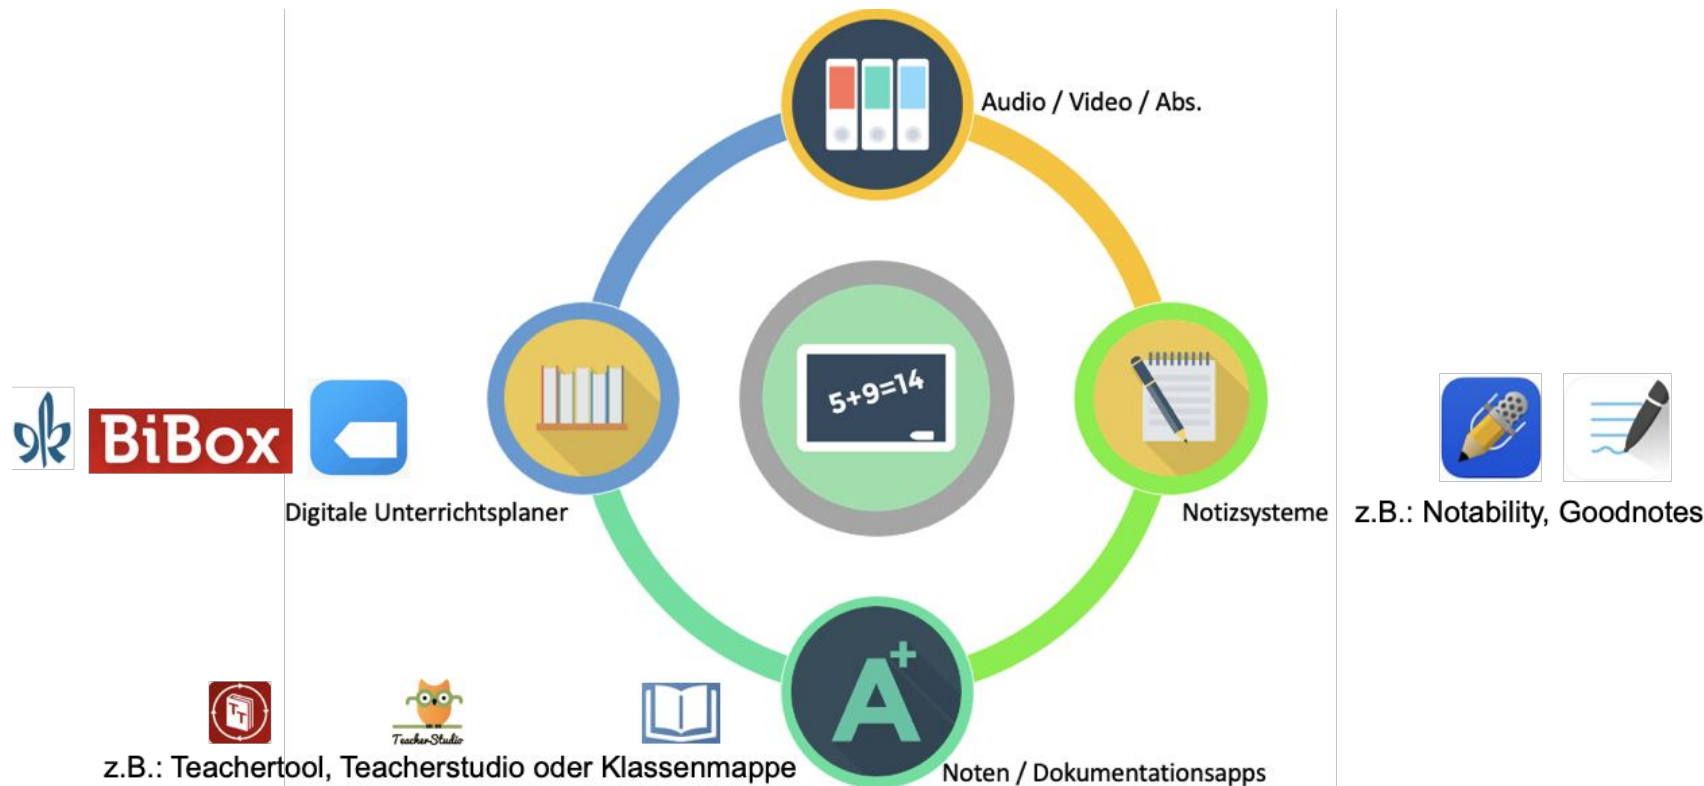 Audio / Video / Abs.
5+9=14
BiBox
Digitale Unterrichtsplaner
Notizsysteme
z.B.: Notability, Goodnotes
TT
TeacherStudio
A+
z.B.: Teachertool, Teacherstudio oder Klassenmappe
Noten / Dokumentationsapps